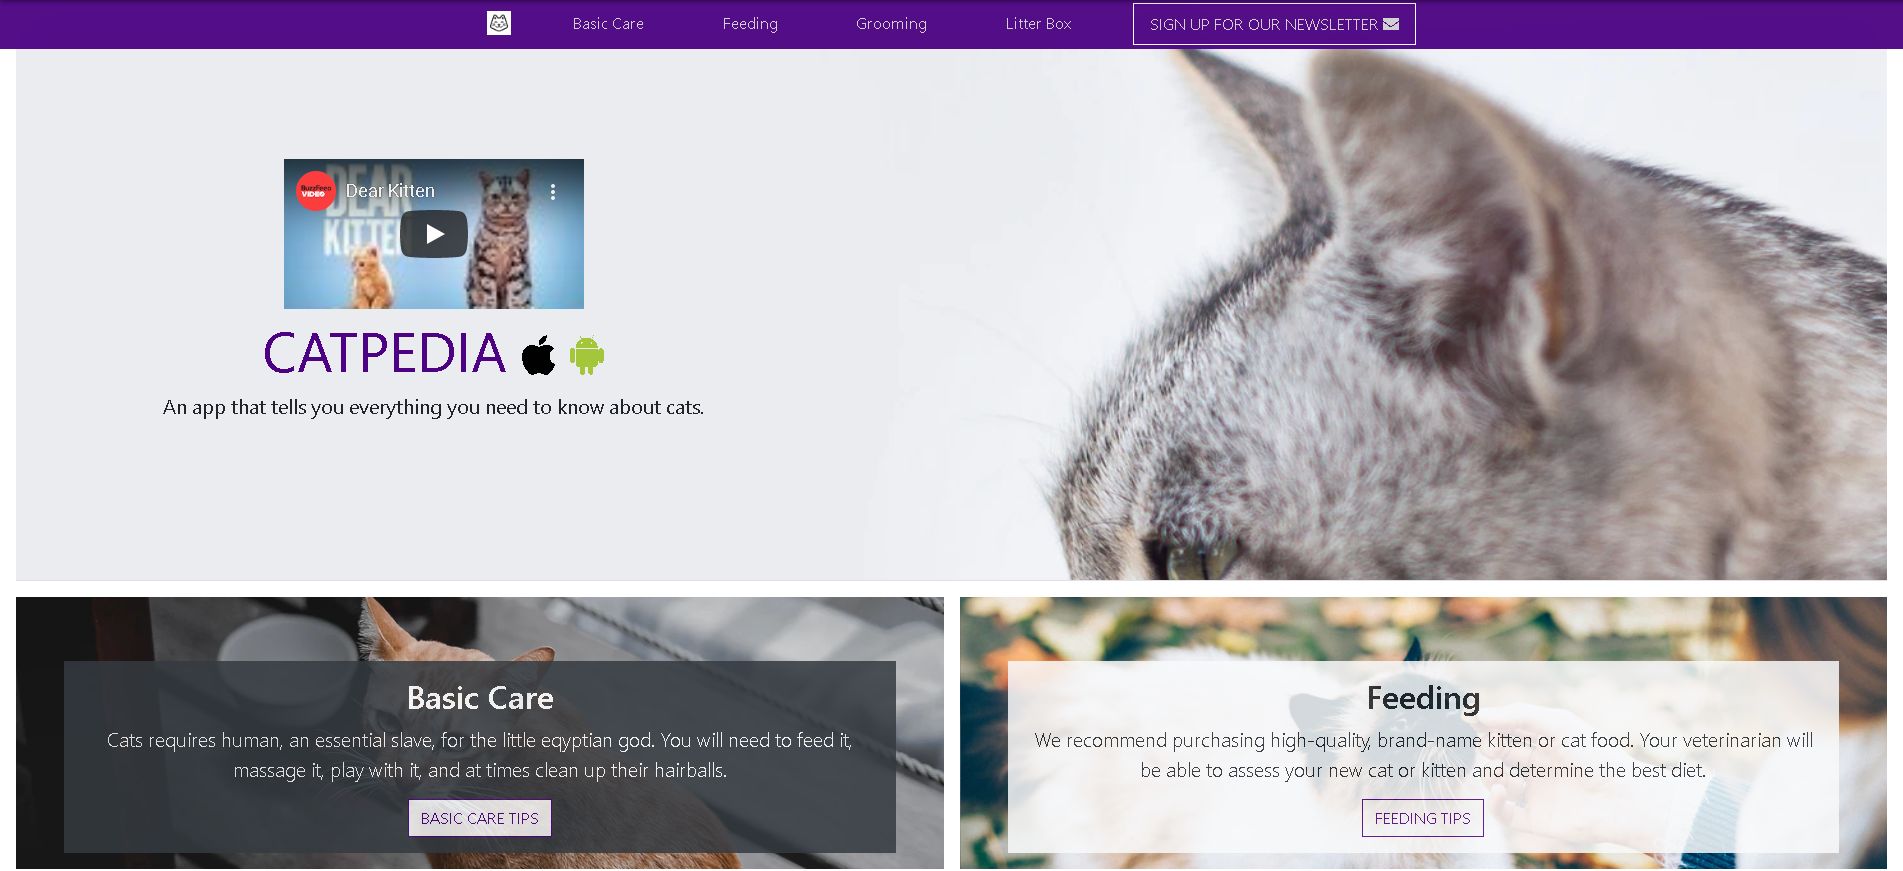 Basic Care
Feeding
Grooming
Litter Box
SIGN UP FOR OUR NEWSLETTER
DEAR
KITTEN
BuzzFeed
VIDEO
Dear Kitten
CATPEDIA
An app that tells you everything you need to know about cats.
Basic Care
Cats requires human, an essential slave, for the little eqyptian god. You will need to feed it,
massage it, play with it, and at times clean up their hairballs.
BASIC CARE TIPS
Feeding
We recommend purchasing high-quality, brand-name kitten or cat food. Your veterinarian will
be able to assess your new cat or kitten and determine the best diet.
FEEDING TIPS